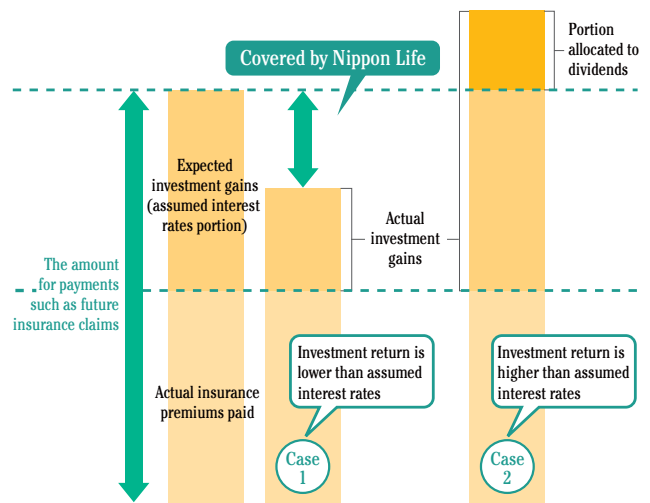 Portion
allocated to
dividends
Covered by Nippon Life
Expected
investment gains
(assumed interest
rates portion)
Actual
investment
gains
The amount
for payments
such as future
insurance claims
Actual insurance
premiums paid
Investment return is
lower than assumed
interest rates
Case
1
Investment return is
higher than assumed
interest rates
Case
2